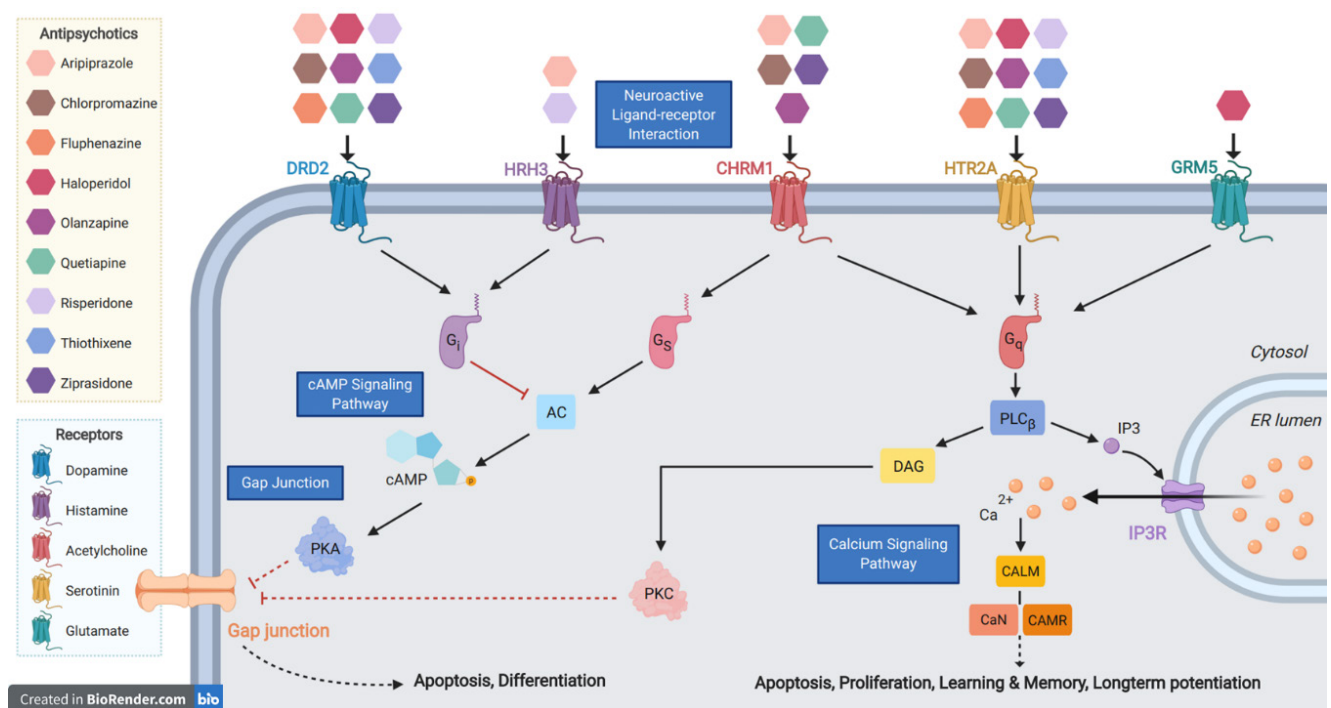 Antipsychotics
Aripiprazole
Chlorpromazine
Fluphenazine
Haloperidol
Olanzapine
Quetiapine
Risperidone
Thiothixene
Ziprasidone
Receptors
Dopamine
Histamine
Acetylcholine
Serotinin
Glutamate
Neuroactive
Ligand-receptor
Interaction
DRD2
HRH3
CHRM1
HTR2A
GRM5
Gi
GS
Gq
Cytosol
ER lumen
cAMP Signaling
Pathway
AC
PLCβ
IP3
DAG
cAMP
P
Gap Junction
Ca2+
IP3R
Calcium Signaling
Pathway
PKA
PKC
CALM
CaN
CAMR
Gap junction
Apoptosis, Differentiation
Apoptosis, Proliferation, Learning & Memory, Longterm potentiation
Created in BioRender.com bio